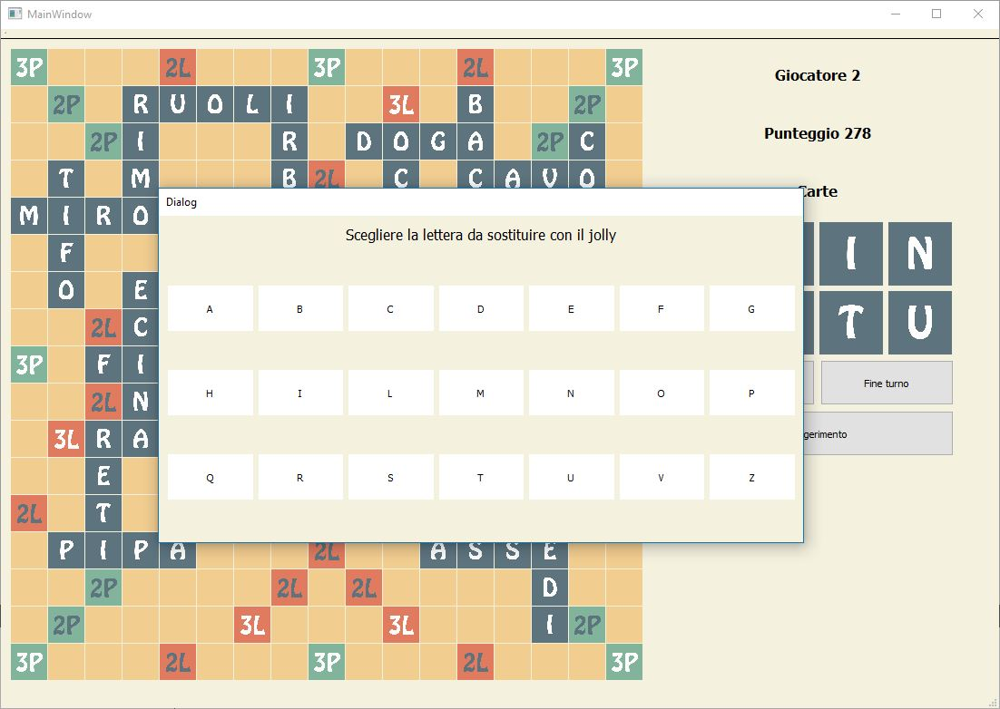 MainWindow
3P 2L 3P 2L 3P
2P R U O L I 3L B 2P
2P I R D O G A 2P C
T M B 2L C C A V O
M I R O
F
O E
2L C
3P F I
2L N
3L R A
E
2L T
P I P A 2L A S S E
2P 2L 2L D
2P 3L 3L I 2P
3P 2L 3P 2L 3P
Giocatore 2
Punteggio 278
Carte
I N
T U
Fine turno
gerimento
Dialog
Scegliere la lettera da sostituire con il jolly
A B C D E F G
H I L M N O P
Q R S T U V Z